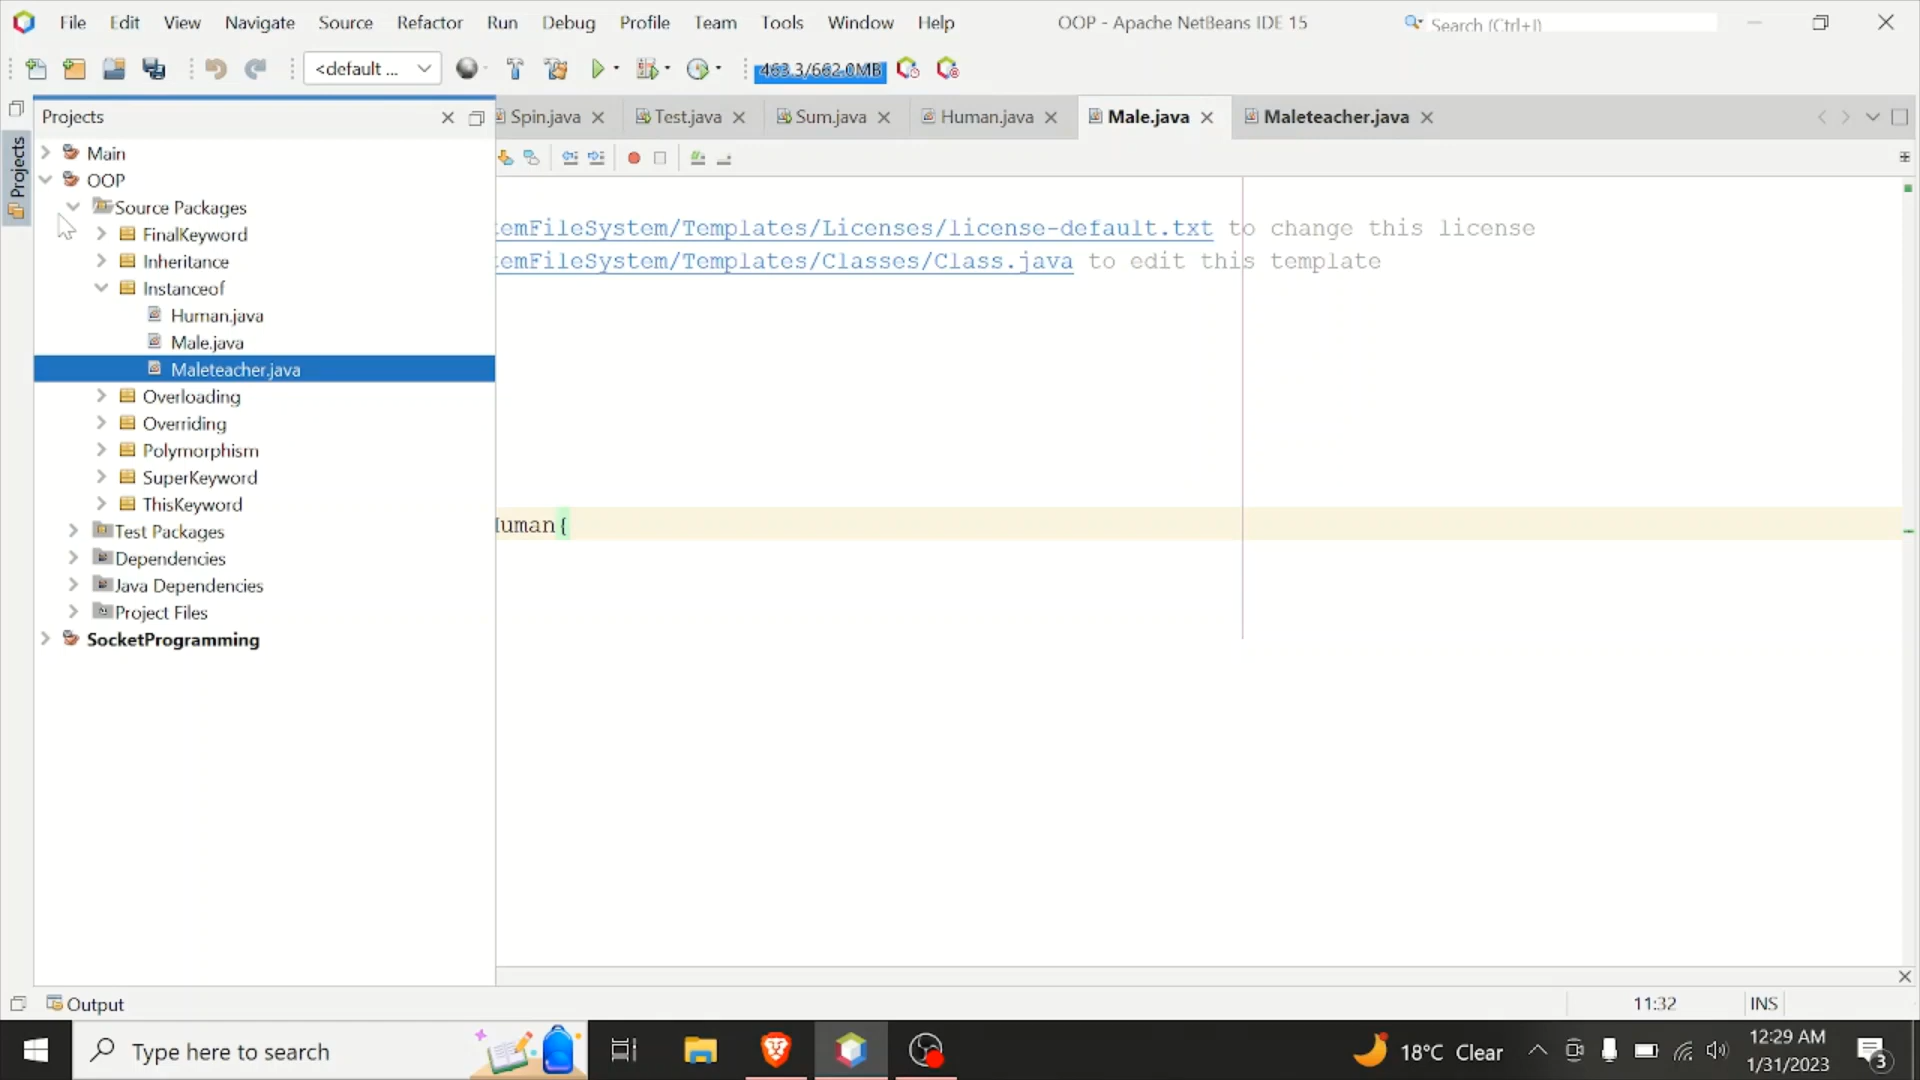 File Edit View Navigate Source Refactor Run Debug Profile Team Tools Window Help OOP - Apache NetBeans IDE 15 Search (Ctrl+I)
<default ... 463.3/662.0MB
Projects Spin.java Test.java Sum.java Human.java Male.java Maleteacher.java
Projects
Main
OOP
Source Packages
FinalKeyword
Inheritance
Instanceof
Human.java
Male.java
Maleteacher.java
Overloading
Overriding
Polymorphism
SuperKeyword
ThisKeyword
Test Packages
Dependencies
Java Dependencies
Project Files
SocketProgramming
temFileSystem/Templates/Licenses/license-default.txt to change this license
temFileSystem/Templates/Classes/Class.java to edit this template
Human{
Output 11:32 INS
Type here to search 18°C Clear 12:29 AM
1/31/2023
3